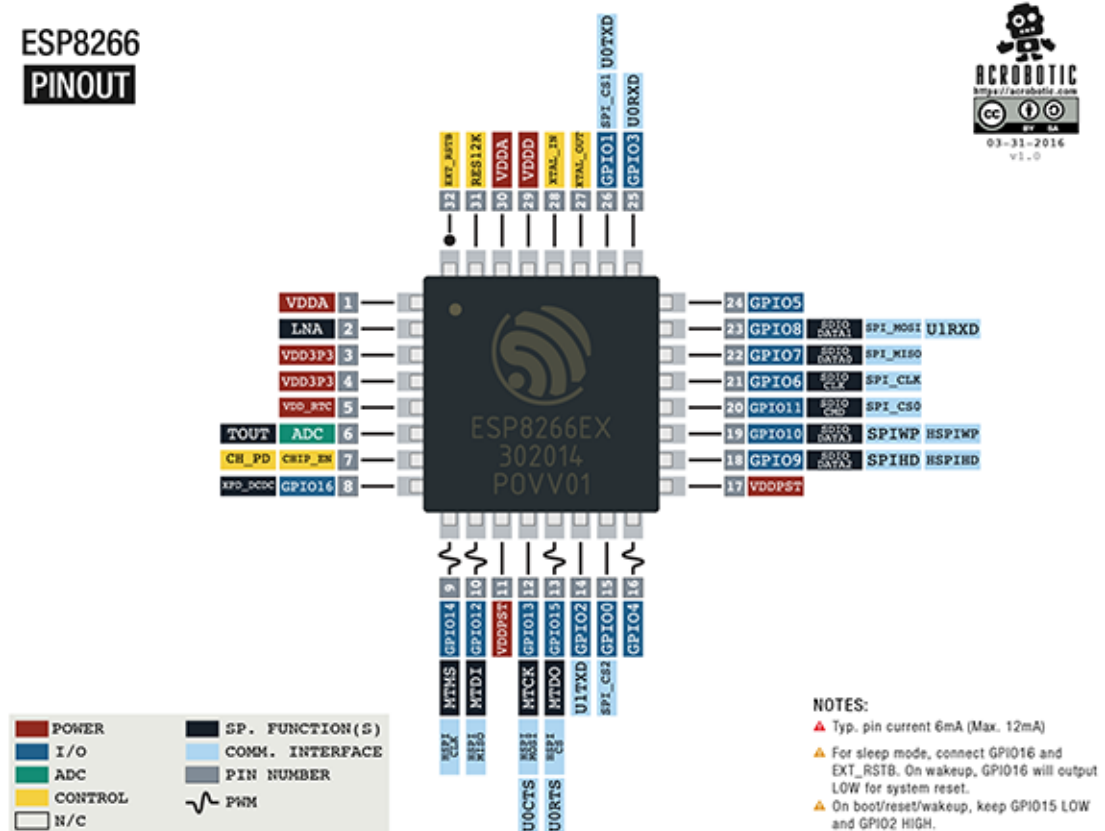 ESP8266
PINOUT
ACROBOTIC
https://acrobotic.com
CC BY SA
03-31-2016
v1.0
EXT_RSTB 32
RES12K 31
VDDA 30
VDDD 29
XTAL_IN 28
XTAL_OUT 27
U0TXD SPI_CS1 GPIO1 26
U0RXD GPIO3 25
VDDA 1
LNA 2
VDD3P3 3
VDD3P3 4
VDD_RTC 5
TOUT ADC 6
CH_PD CHIP_EN 7
XPD_DCDC GPIO16 8
ESP8266EX
302014
P0VV01
24 GPIO5
23 GPIO8 SDIO DATA1 SPI_MOSI U1RXD
22 GPIO7 SDIO DATA0 SPI_MISO
21 GPIO6 SDIO CLK SPI_CLK
20 GPIO11 SDIO CMD SPI_CS0
19 GPIO10 SDIO DATA3 SPIWP HSPIWP
18 GPIO9 SDIO DATA2 SPIHD HSPIHD
17 VDDPST
9 GPIO14 MTMS HSPI CLK
10 GPIO12 MTDI HSPI MISO
11 VDDPST
12 GPIO13 MTCK HSPI MOSI U0CTS
13 GPIO15 MTDO HSPI CS U0RTS
14 GPIO2 U1TXD
15 GPIO0 SPI_CS2
16 GPIO4
POWER
I/O
ADC
CONTROL
N/C
SP. FUNCTION(S)
COMM. INTERFACE
PIN NUMBER
PWM
NOTES:
Typ. pin current 6mA (Max. 12mA)
For sleep mode, connect GPIO16 and
EXT_RSTB. On wakeup, GPIO16 will output
LOW for system reset.
On boot/reset/wakeup, keep GPIO15 LOW
and GPIO2 HIGH.